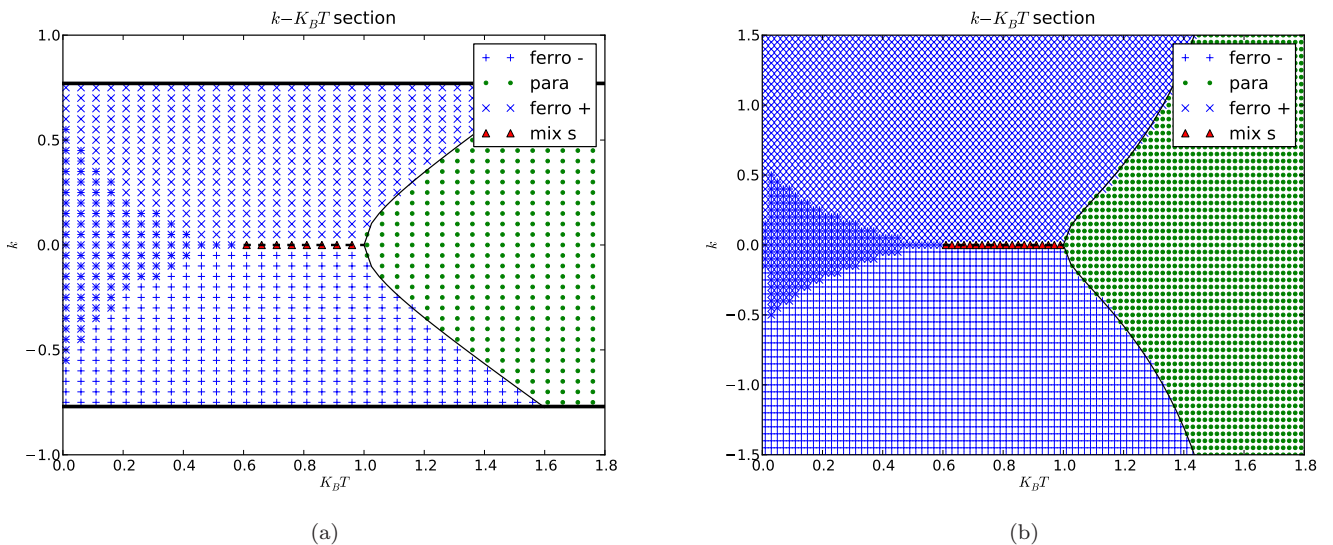 k−K_BT section
1.0
0.5
0.0
−0.5
−1.0
k
0.0 0.2 0.4 0.6 0.8 1.0 1.2 1.4 1.6 1.8
K_BT
ferro -
para
ferro +
mix s
(a)
k−K_BT section
1.5
1.0
0.5
0.0
−0.5
−1.0
−1.5
k
0.0 0.2 0.4 0.6 0.8 1.0 1.2 1.4 1.6 1.8
K_BT
ferro -
para
ferro +
mix s
(b)